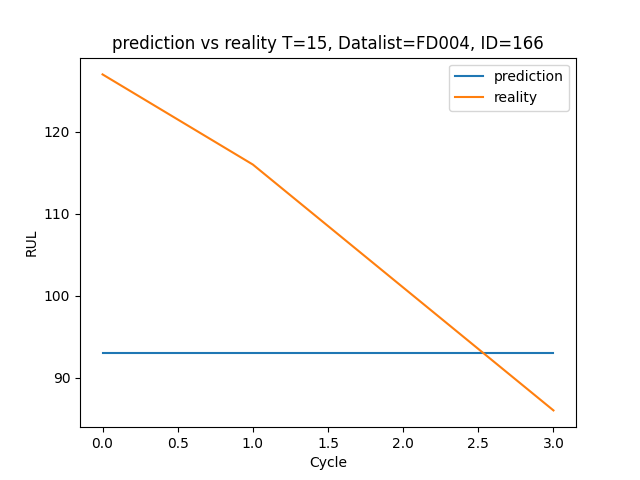 prediction vs reality T=15, Datalist=FD004, ID=166
prediction
reality
120
110
100
90
RUL
0.0 0.5 1.0 1.5 2.0 2.5 3.0
Cycle